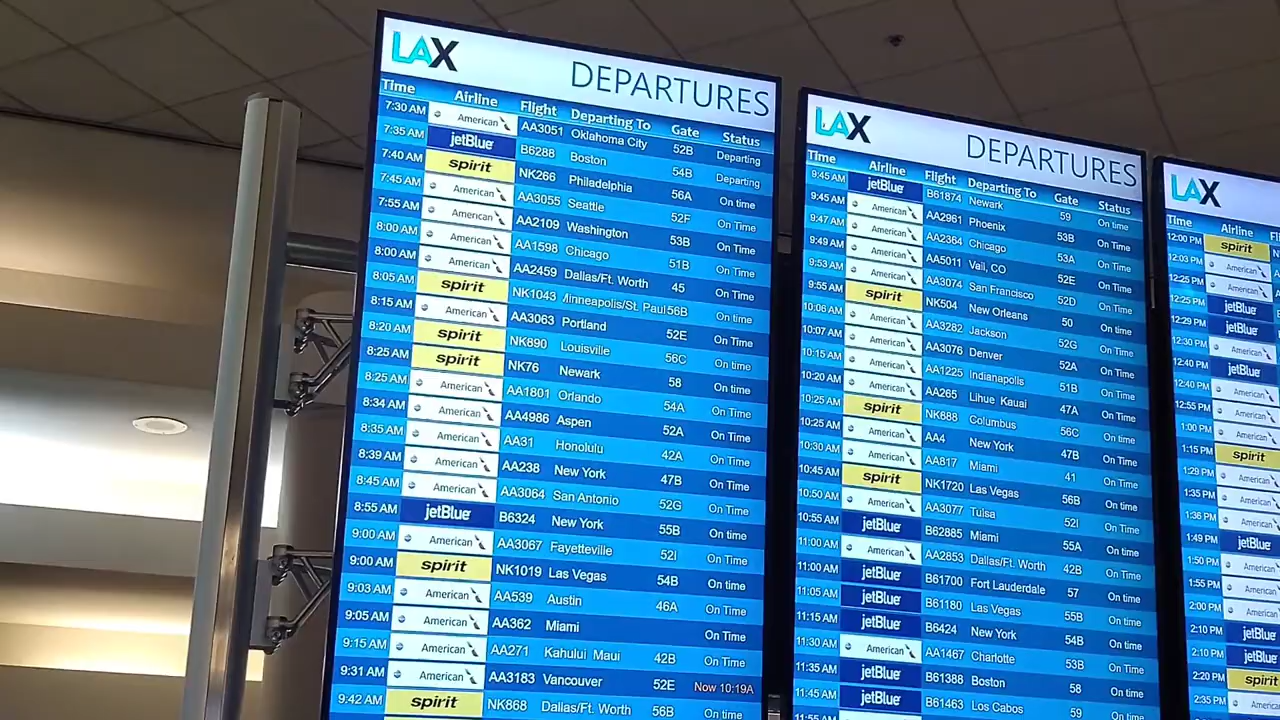 LAX DEPARTURES
Time Airline Flight Departing To Gate Status
7:30 AM American AA3051 Oklahoma City 52B Departing
7:35 AM jetBlue B6288 Boston 54B Departing
7:40 AM spirit NK266 Philadelphia 56A On time
7:45 AM American AA3055 Seattle 52F On Time
7:55 AM American AA2109 Washington 53B On Time
8:00 AM American AA1598 Chicago 51B On Time
8:00 AM American AA2459 Dallas/Ft. Worth 45 On Time
8:05 AM spirit NK1043 Minneapolis/St. Paul 56B On time
8:15 AM American AA3063 Portland 52E On Time
8:20 AM spirit NK890 Louisville 56C On time
8:25 AM spirit NK76 Newark 58 On time
8:25 AM American AA1801 Orlando 54A On Time
8:34 AM American AA4986 Aspen 52A On Time
8:35 AM American AA31 Honolulu 42A On Time
8:39 AM American AA238 New York 47B On Time
8:45 AM American AA3064 San Antonio 52G On Time
8:55 AM jetBlue B6324 New York 55B On time
9:00 AM American AA3067 Fayetteville 52I On Time
9:00 AM spirit NK1019 Las Vegas 54B On time
9:03 AM American AA539 Austin 46A On Time
9:05 AM American AA362 Miami On Time
9:15 AM American AA271 Kahului Maui 42B On Time
9:31 AM American AA3183 Vancouver 52E Now 10:19A
9:42 AM spirit NK868 Dallas/Ft. Worth 56B On time
LAX DEPARTURES
Time Airline Flight Departing To Gate Status
9:45 AM jetBlue B61874 Newark 59 On time
9:45 AM American AA2961 Phoenix 53B On Time
9:47 AM American AA2364 Chicago 53A On Time
9:49 AM American AA5011 Vail, CO 52E On Time
9:53 AM American AA3074 San Francisco 52D On Time
9:55 AM spirit NK504 New Orleans 50 On time
10:06 AM American AA3282 Jackson 52G On Time
10:07 AM American AA3076 Denver 52A On Time
10:15 AM American AA1225 Indianapolis 51B On Time
10:20 AM American AA265 Lihue Kauai 47A On Time
10:25 AM spirit NK688 Columbus 56C On time
10:25 AM American AA4 New York 47B On Time
10:30 AM American AA817 Miami 41 On Time
10:45 AM spirit NK1720 Las Vegas 56B On time
10:50 AM American AA3077 Tulsa 52I On Time
10:55 AM jetBlue B62885 Miami 55A On time
11:00 AM American AA2853 Dallas/Ft. Worth 42B On Time
11:00 AM jetBlue B61700 Fort Lauderdale 57 On time
11:05 AM jetBlue B61180 Las Vegas 55B On time
11:15 AM jetBlue B6424 New York 54B On time
11:30 AM American AA1467 Charlotte 53B On Time
11:35 AM jetBlue B61388 Boston 58 On time
11:45 AM jetBlue B61463 Los Cabos 59 On time
LAX
Time Airline
12:00 PM spirit
12:03 PM American
12:25 PM American
12:25 PM jetBlue
12:29 PM jetBlue
12:30 PM American
12:40 PM jetBlue
12:40 PM American
12:55 PM American
1:00 PM American
1:15 PM spirit
1:29 PM American
1:35 PM American
1:36 PM American
1:49 PM jetBlue
1:50 PM American
1:55 PM American
2:00 PM American
2:10 PM jetBlue
2:10 PM jetBlue
2:20 PM spirit
2:35 PM American